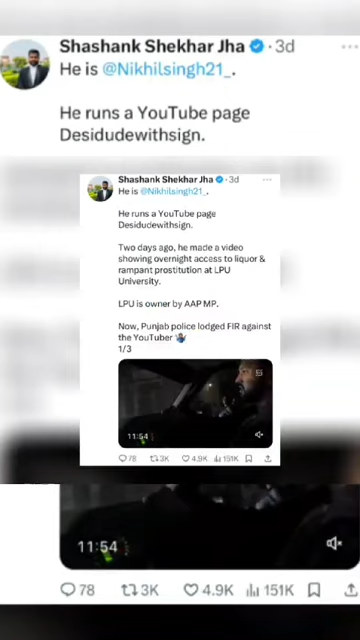 Shashank Shekhar Jha · 3d
He is @Nikhilsingh21_.
He runs a YouTube page
Desidudewithsign.
Shashank Shekhar Jha · 3d
He is @Nikhilsingh21_.
He runs a YouTube page
Desidudewithsign.
Two days ago, he made a video
showing overnight access to liquor &
rampant prostitution at LPU
University.
LPU is owner by AAP MP.
Now, Punjab police lodged FIR against
the YouTuber
1/3
11:54
78 3K 4.9K 151K
11:54
78 3K 4.9K 151K